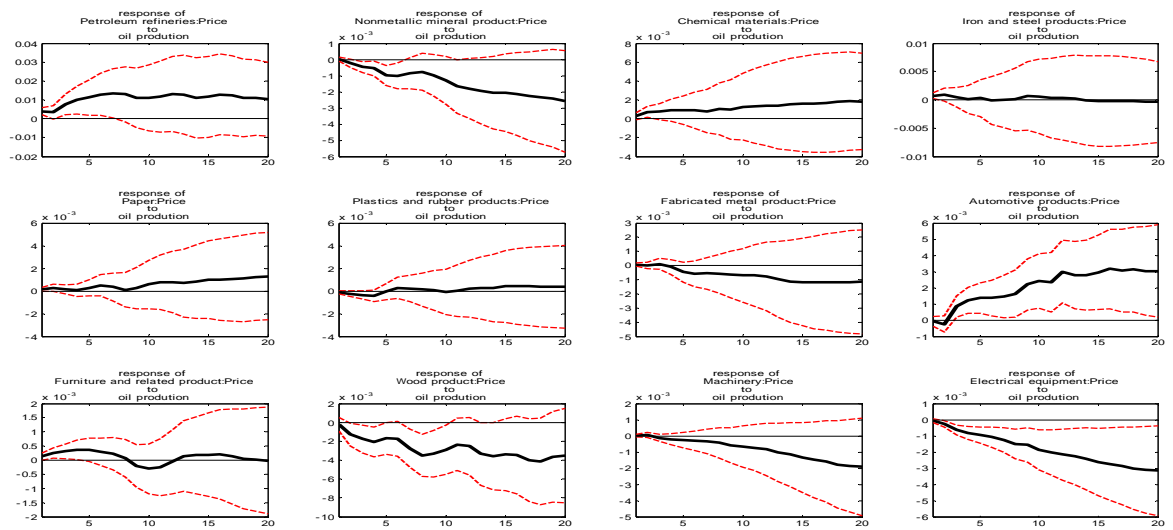 response of
Petroleum refineries:Price
to
oil prodution
0.04
0.03
0.02
0.01
0
-0.01
-0.02
5 10 15 20
response of
Nonmetallic mineral product:Price
to
oil prodution
x 10⁻³
1
0
-1
-2
-3
-4
-5
-6
5 10 15 20
response of
Chemical materials:Price
to
oil prodution
x 10⁻³
8
6
4
2
0
-2
-4
5 10 15 20
response of
Iron and steel products:Price
to
oil prodution
0.01
0.005
0
-0.005
-0.01
5 10 15 20
response of
Paper:Price
to
oil prodution
x 10⁻³
6
4
2
0
-2
-4
5 10 15 20
response of
Plastics and rubber products:Price
to
oil prodution
x 10⁻³
6
4
2
0
-2
-4
5 10 15 20
response of
Fabricated metal product:Price
to
oil prodution
x 10⁻³
3
2
1
0
-1
-2
-3
-4
-5
5 10 15 20
response of
Automotive products:Price
to
oil prodution
x 10⁻³
6
5
4
3
2
1
0
-1
5 10 15 20
response of
Furniture and related product:Price
to
oil prodution
x 10⁻³
2
1.5
1
0.5
0
-0.5
-1
-1.5
-2
5 10 15 20
response of
Wood product:Price
to
oil prodution
x 10⁻³
2
0
-2
-4
-6
-8
-10
5 10 15 20
response of
Machinery:Price
to
oil prodution
x 10⁻³
2
1
0
-1
-2
-3
-4
-5
5 10 15 20
response of
Electrical equipment:Price
to
oil prodution
x 10⁻³
1
0
-1
-2
-3
-4
-5
-6
5 10 15 20